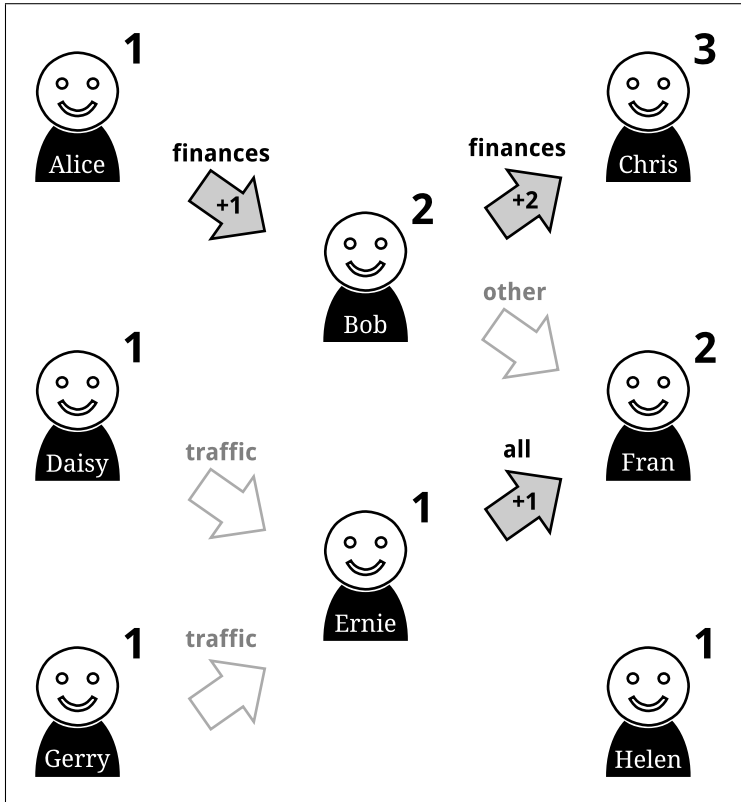 1
3
Alice
finances
+1
finances
+2
Chris
2
Bob
other
1
2
Daisy
traffic
all
+1
Fran
1
Ernie
1
traffic
1
Gerry
Helen